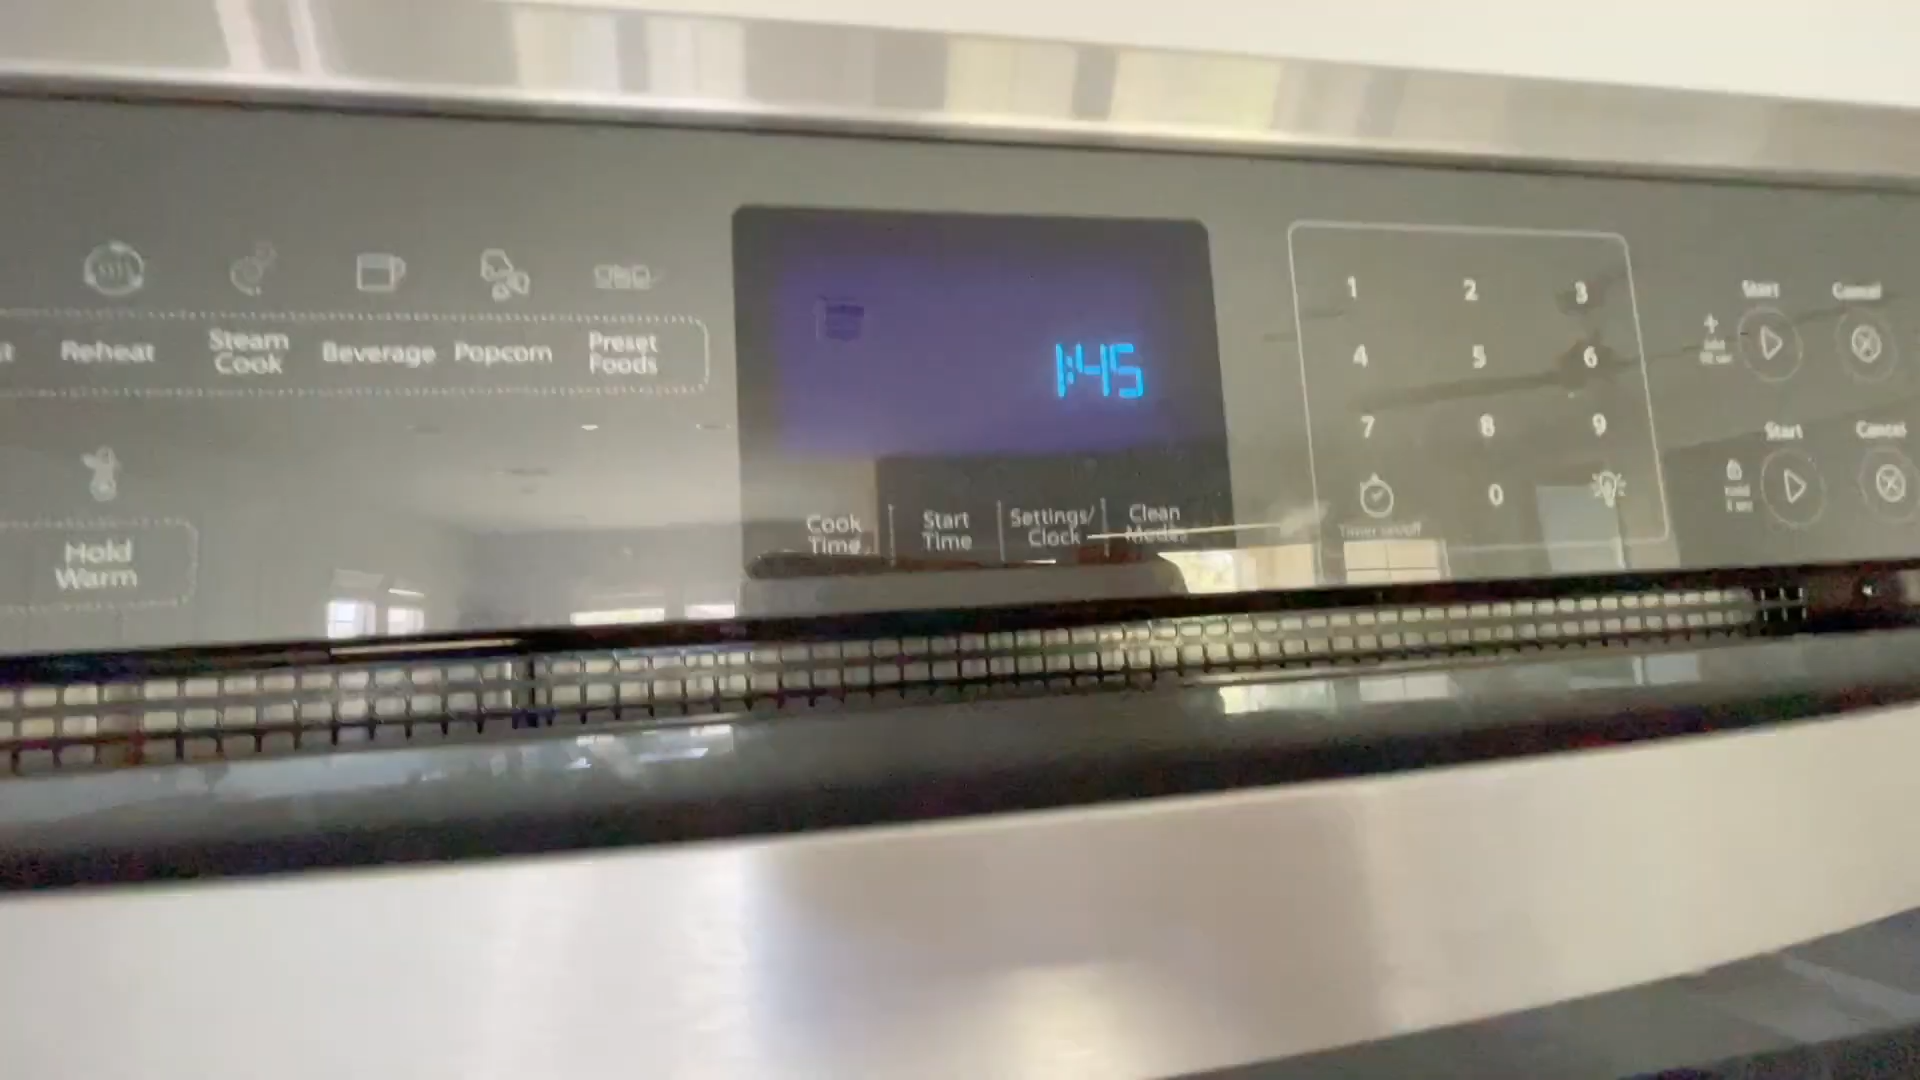 Reheat
Steam
Cook
Beverage
Popcorn
Preset
Foods
Hold
Warm
1:45
Cook
Time
Start
Time
Settings/
Clock
Clean
Modes
1 2 3
4 5 6
7 8 9
0
Timer on/off
Start
Cancel
+
Start
Cancel